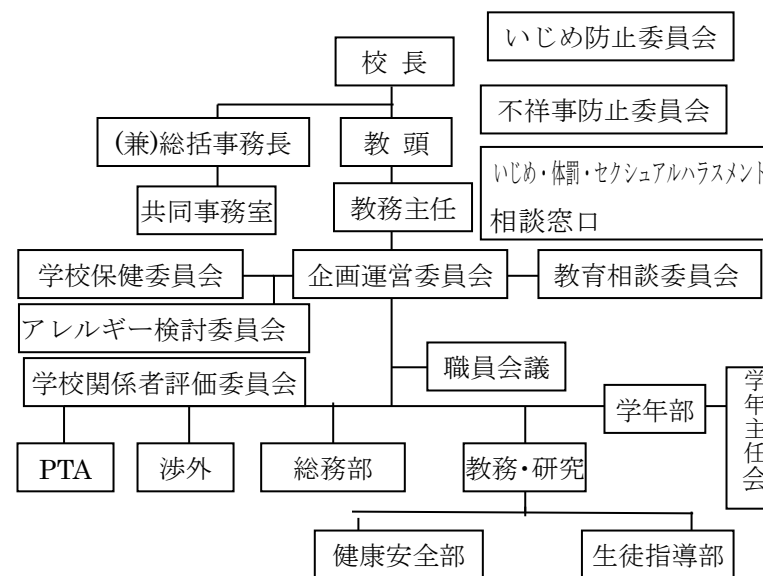 いじめ防止委員会
校 長
不祥事防止委員会
(兼)総括事務長
教 頭
いじめ・体罰・セクシュアルハラスメント
相談窓口
共同事務室
教務主任
学校保健委員会
企画運営委員会
教育相談委員会
アレルギー検討委員会
職員会議
学校関係者評価委員会
学年部
学年主任会
PTA
渉外
総務部
教務・研究
健康安全部
生徒指導部